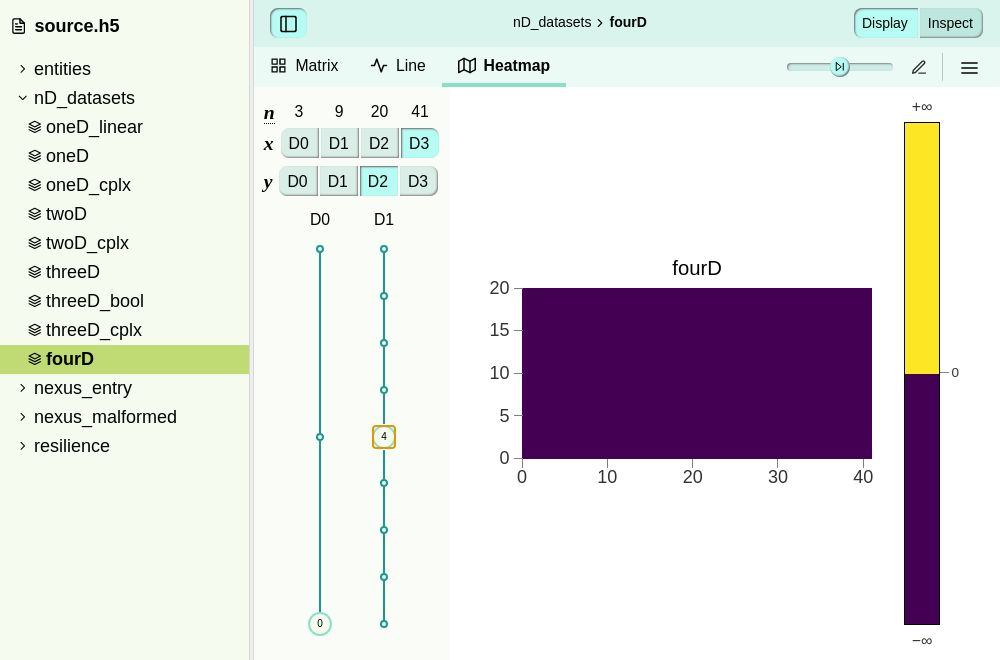 source.h5
entities
nD_datasets
oneD_linear
oneD
oneD_cplx
twoD
twoD_cplx
threeD
threeD_bool
threeD_cplx
fourD
nexus_entry
nexus_malformed
resilience
nD_datasets › fourD
Display Inspect
Matrix Line Heatmap
n 3 9 20 41
x D0 D1 D2 D3
y D0 D1 D2 D3
D0 D1
4
0
fourD
20
15
10
5
0
0 10 20 30 40
+∞
0
−∞